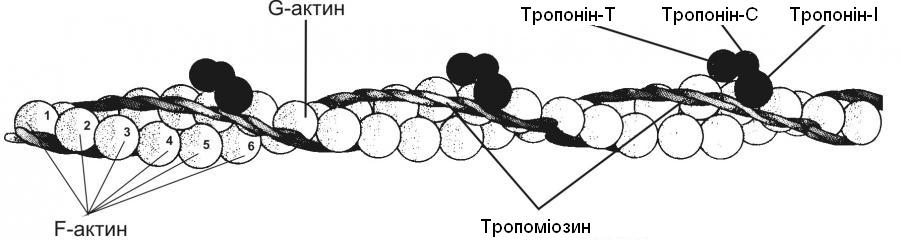 G-актин
Тропонін-Т
Тропонін-С
Тропонін-І
1
2
3
4
5
6
F-актин
Тропоміозин